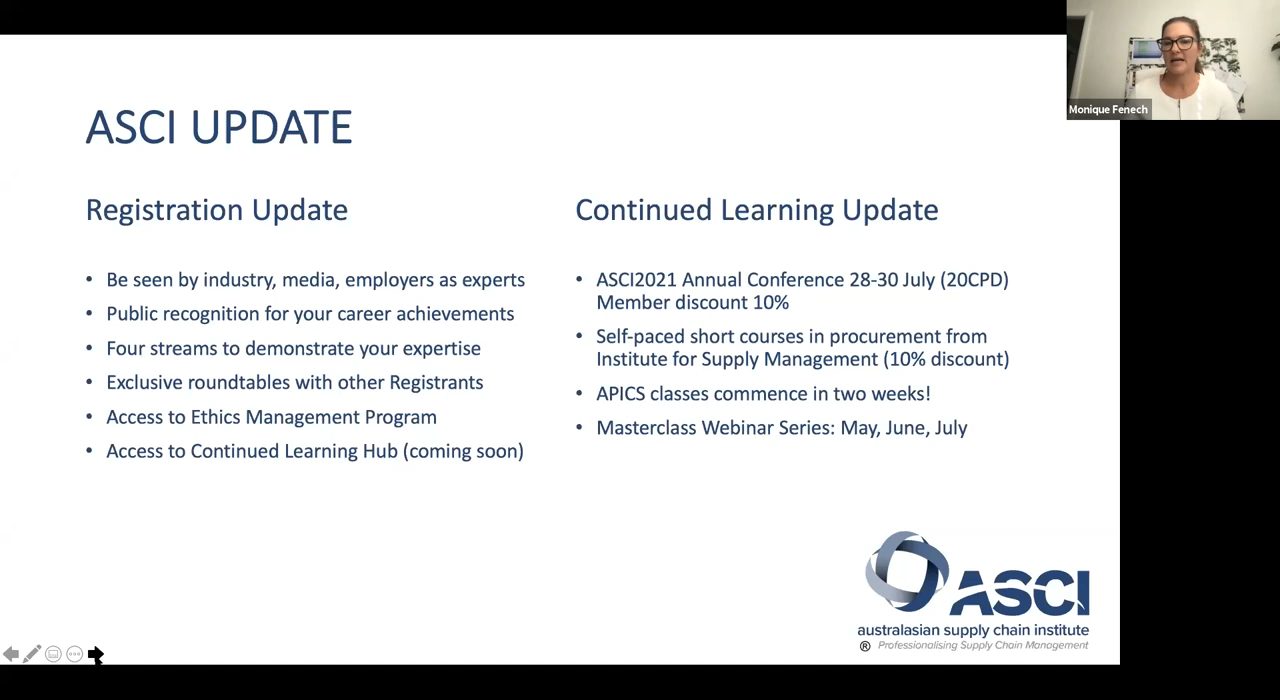 Monique Fenech
ASCI UPDATE
Registration Update
• Be seen by industry, media, employers as experts
• Public recognition for your career achievements
• Four streams to demonstrate your expertise
• Exclusive roundtables with other Registrants
• Access to Ethics Management Program
• Access to Continued Learning Hub (coming soon)
Continued Learning Update
• ASCI2021 Annual Conference 28-30 July (20CPD)
Member discount 10%
• Self-paced short courses in procurement from
Institute for Supply Management (10% discount)
• APICS classes commence in two weeks!
• Masterclass Webinar Series: May, June, July
ASCI
australasian supply chain institute
® Professionalising Supply Chain Management